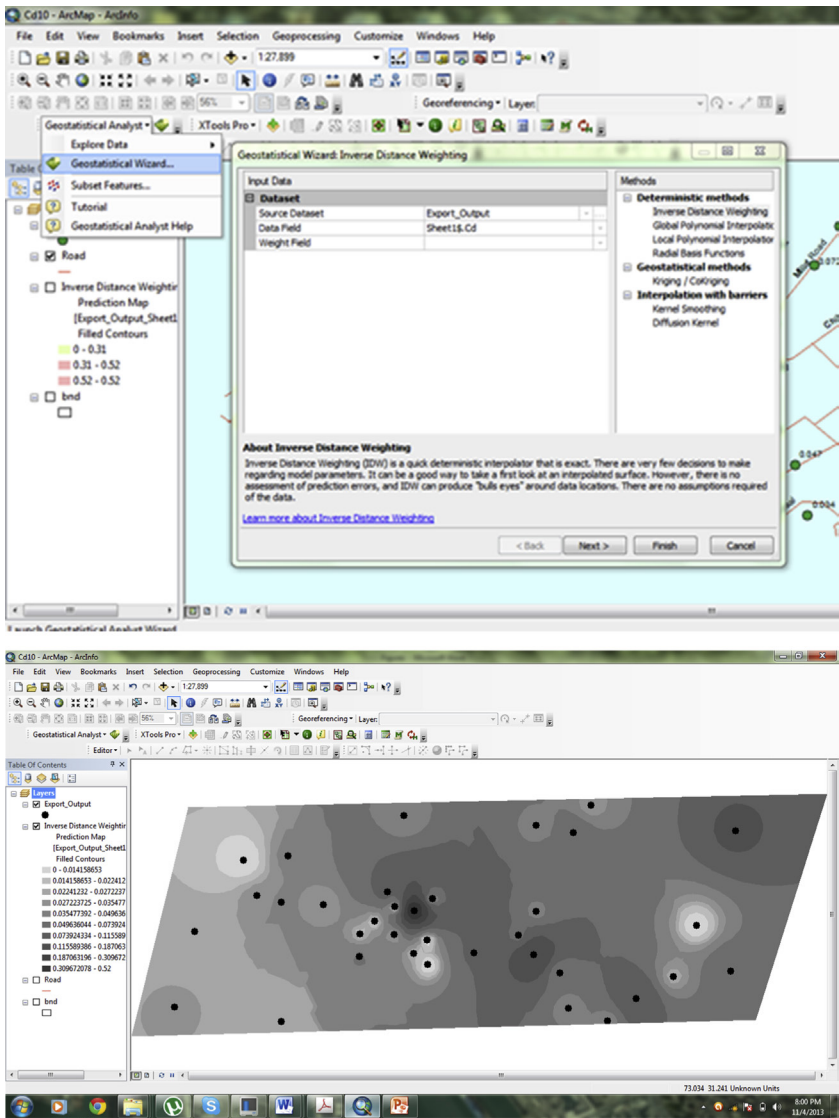 Cd10 - ArcMap - ArcInfo
File Edit View Bookmarks Insert Selection Geoprocessing Customize Windows Help
1:27,899
56% Georeferencing Layer:
Geostatistical Analyst XTools Pro
Explore Data
Geostatistical Wizard...
Subset Features...
Tutorial
Geostatistical Analyst Help
Table
Road
Inverse Distance Weightir
Prediction Map
[Export_Output_Sheet1
Filled Contours
0 - 0.31
0.31 - 0.52
0.52 - 0.52
bnd
Geostatistical Wizard: Inverse Distance Weighting
Input Data
Dataset
Source Dataset Export_Output
Data Field Sheet1$.Cd
Weight Field
Methods
Deterministic methods
Inverse Distance Weighting
Global Polynomial Interpolatic
Local Polynomial Interpolatior
Radial Basis Functions
Geostatistical methods
Kriging / CoKriging
Interpolation with barriers
Kernel Smoothing
Diffusion Kernel
About Inverse Distance Weighting
Inverse Distance Weighting (IDW) is a quick deterministic interpolator that is exact. There are very few decisions to make
regarding model parameters. It can be a good way to take a first look at an interpolated surface. However, there is no
assessment of prediction errors, and IDW can produce "bulls eyes" around data locations. There are no assumptions required
of the data.
Learn more about Inverse Distance Weighting
< Back Next > Finish Cancel
Road
0.072
0.047
0.034
Launch Geostatistical Analyst Wizard
Cd10 - ArcMap - ArcInfo
File Edit View Bookmarks Insert Selection Geoprocessing Customize Windows Help
1:27,899
56% Georeferencing Layer:
Geostatistical Analyst XTools Pro
Editor
Table Of Contents
Layers
Export_Output
Inverse Distance Weightir
Prediction Map
[Export_Output_Sheet1
Filled Contours
0 - 0.014158653
0.014158653 - 0.022412
0.02241232 - 0.0272237
0.027223725 - 0.035477
0.035477392 - 0.049636
0.049636044 - 0.073924
0.073924334 - 0.115589
0.115589386 - 0.187063
0.187063196 - 0.309672
0.309672078 - 0.52
Road
bnd
73.034 31.241 Unknown Units
8:00 PM
11/4/2013